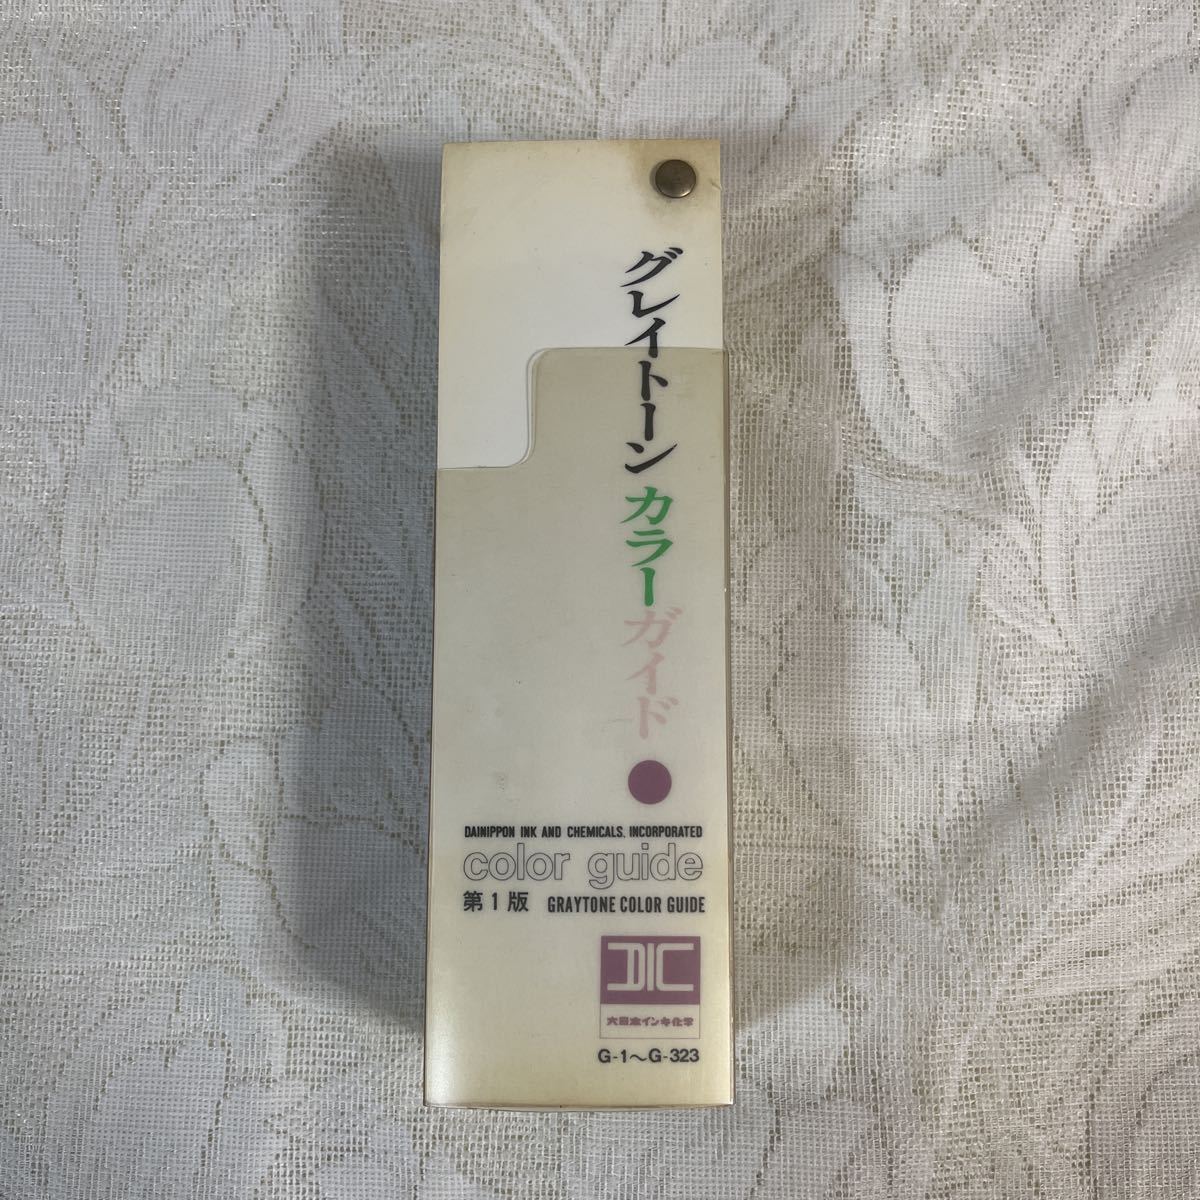 グレイトーンカラーガイド
DAINIPPON INK AND CHEMICALS, INCORPORATED
color guide
第1版 GRAYTONE COLOR GUIDE
DIC
大日本インキ化学
G-1～G-323